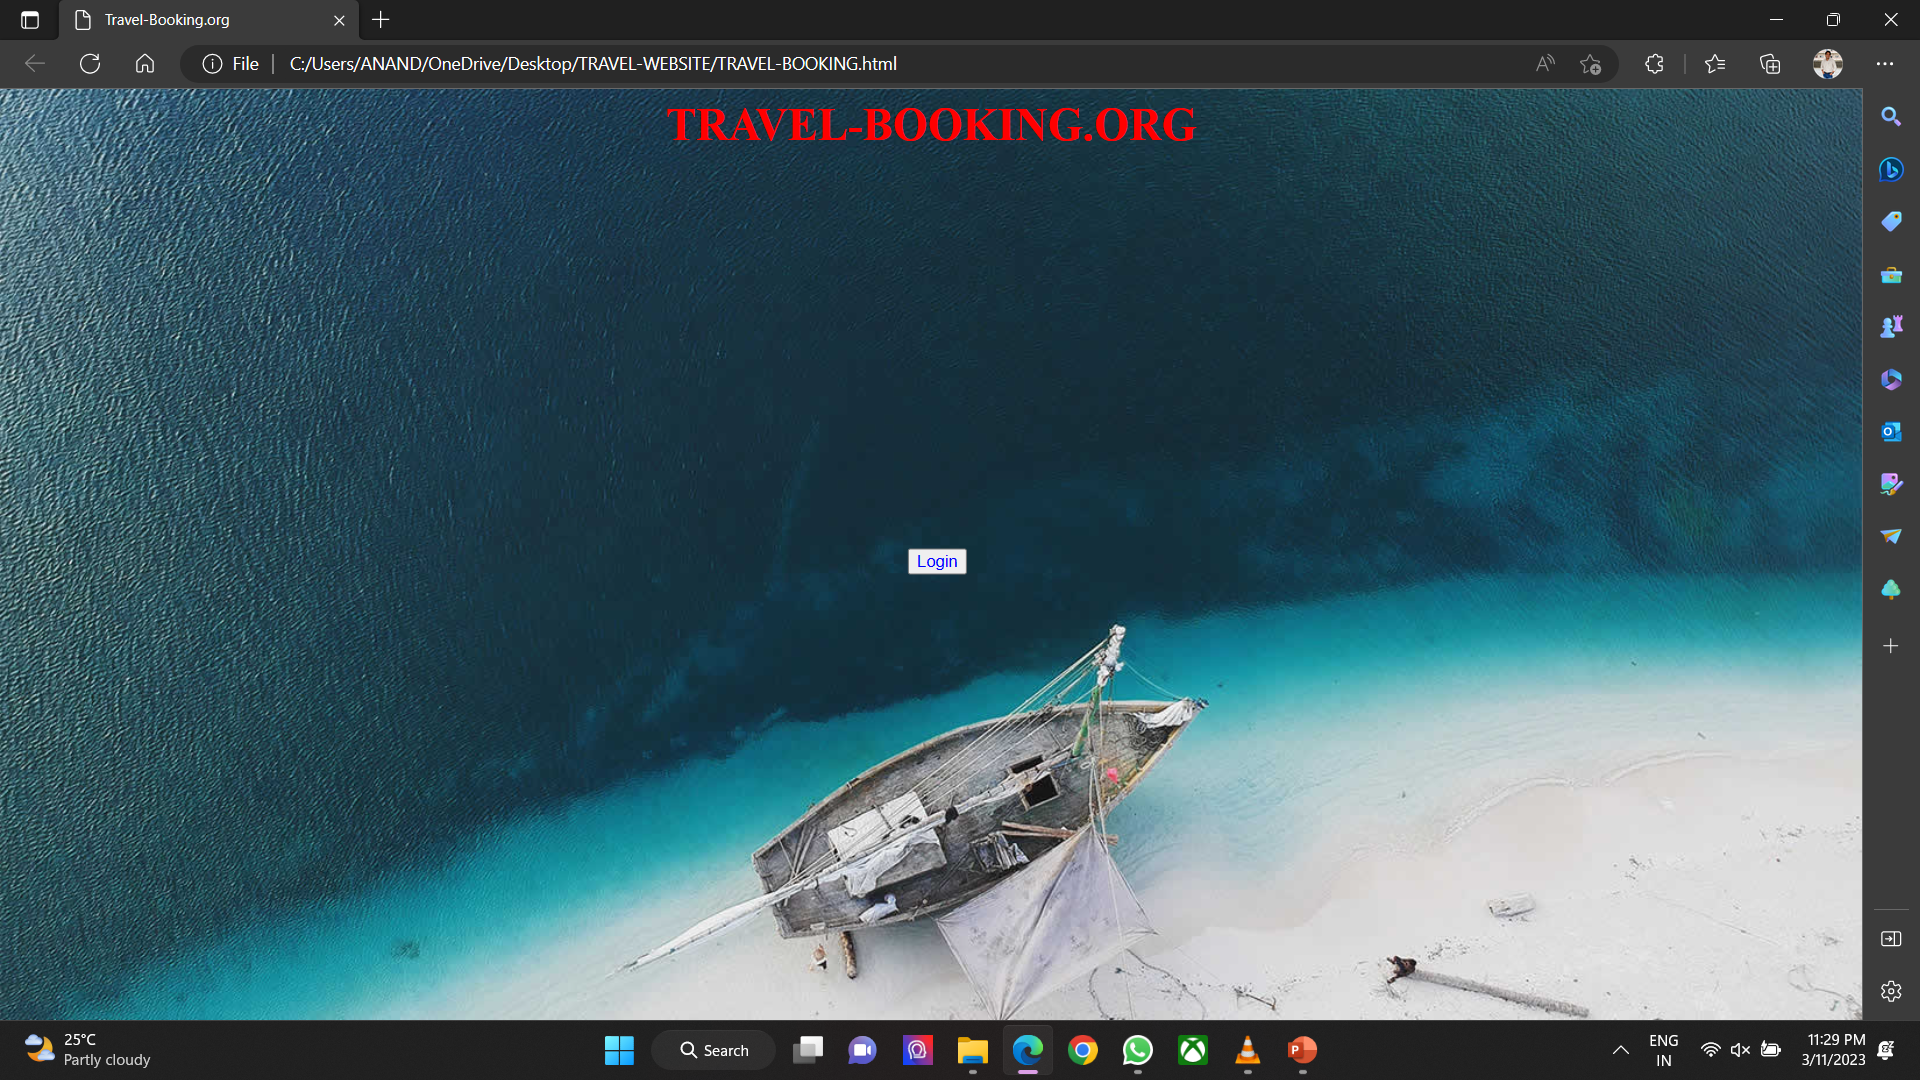 Travel-Booking.org
File
C:/Users/ANAND/OneDrive/Desktop/TRAVEL-WEBSITE/TRAVEL-BOOKING.html
TRAVEL-BOOKING.ORG
Login
25°C
Partly cloudy
Search
ENG
IN
11:29 PM
3/11/2023